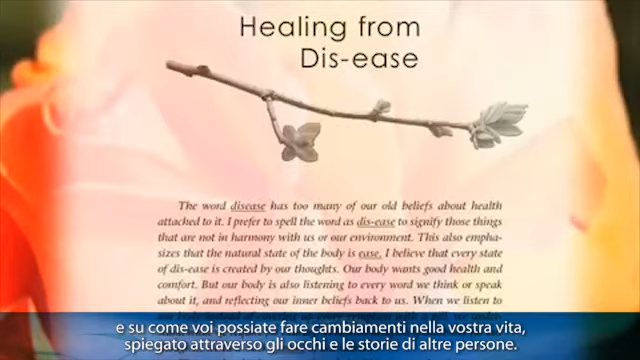 Healing from
Dis-ease
The word disease has too many of our old beliefs about health
attached to it. I prefer to spell the word as dis-ease to signify those things
that are not in harmony with us or our environment. This also empha-
sizes that the natural state of the body is ease. I believe that every state
of dis-ease is created by our thoughts. Our body wants good health and
comfort. But our body is also listening to every word we think or speak
about it, and reflecting our inner beliefs back to us. When we listen to
e su come voi possiate fare cambiamenti nella vostra vita,
spiegato attraverso gli occhi e le storie di altre persone.